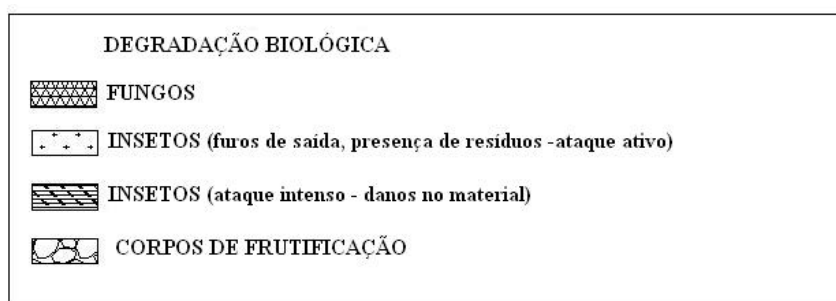 DEGRADAÇÃO BIOLÓGICA
FUNGOS
INSETOS (furos de saída, presença de resíduos -ataque ativo)
INSETOS (ataque intenso - danos no material)
CORPOS DE FRUTIFICAÇÃO